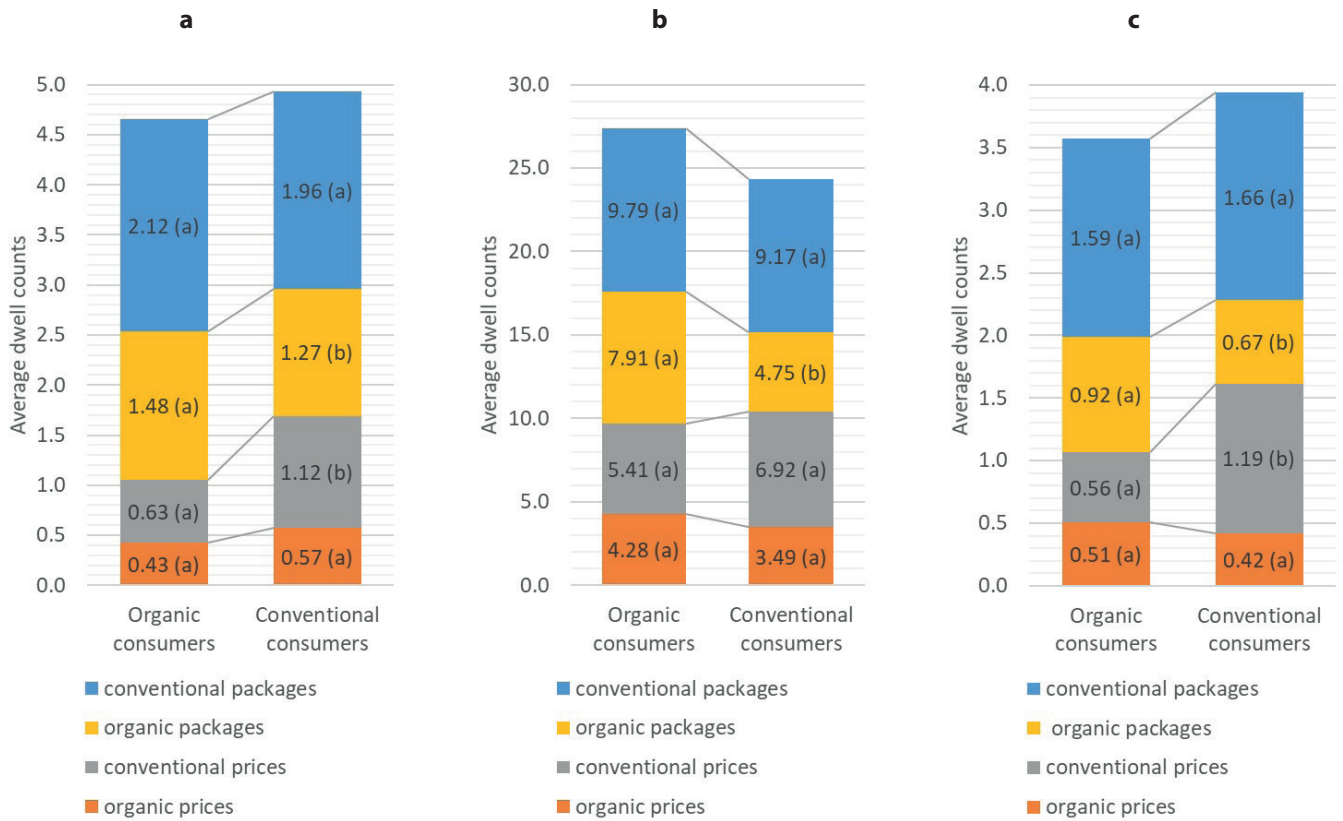 a
5.0
4.5
4.0
3.5
3.0
2.5
2.0
1.5
1.0
0.5
0.0
Average dwell counts
2.12 (a)
1.48 (a)
0.63 (a)
0.43 (a)
1.96 (a)
1.27 (b)
1.12 (b)
0.57 (a)
Organic
consumers
Conventional
consumers
conventional packages
organic packages
conventional prices
organic prices
b
30.0
25.0
20.0
15.0
10.0
5.0
0.0
Average dwell counts
9.79 (a)
7.91 (a)
5.41 (a)
4.28 (a)
9.17 (a)
4.75 (b)
6.92 (a)
3.49 (a)
Organic
consumers
Conventional
consumers
conventional packages
organic packages
conventional prices
organic prices
c
4.0
3.5
3.0
2.5
2.0
1.5
1.0
0.5
0.0
Average dwell counts
1.59 (a)
0.92 (a)
0.56 (a)
0.51 (a)
1.66 (a)
0.67 (b)
1.19 (b)
0.42 (a)
Organic
consumers
Conventional
consumers
conventional packages
organic packages
conventional prices
organic prices